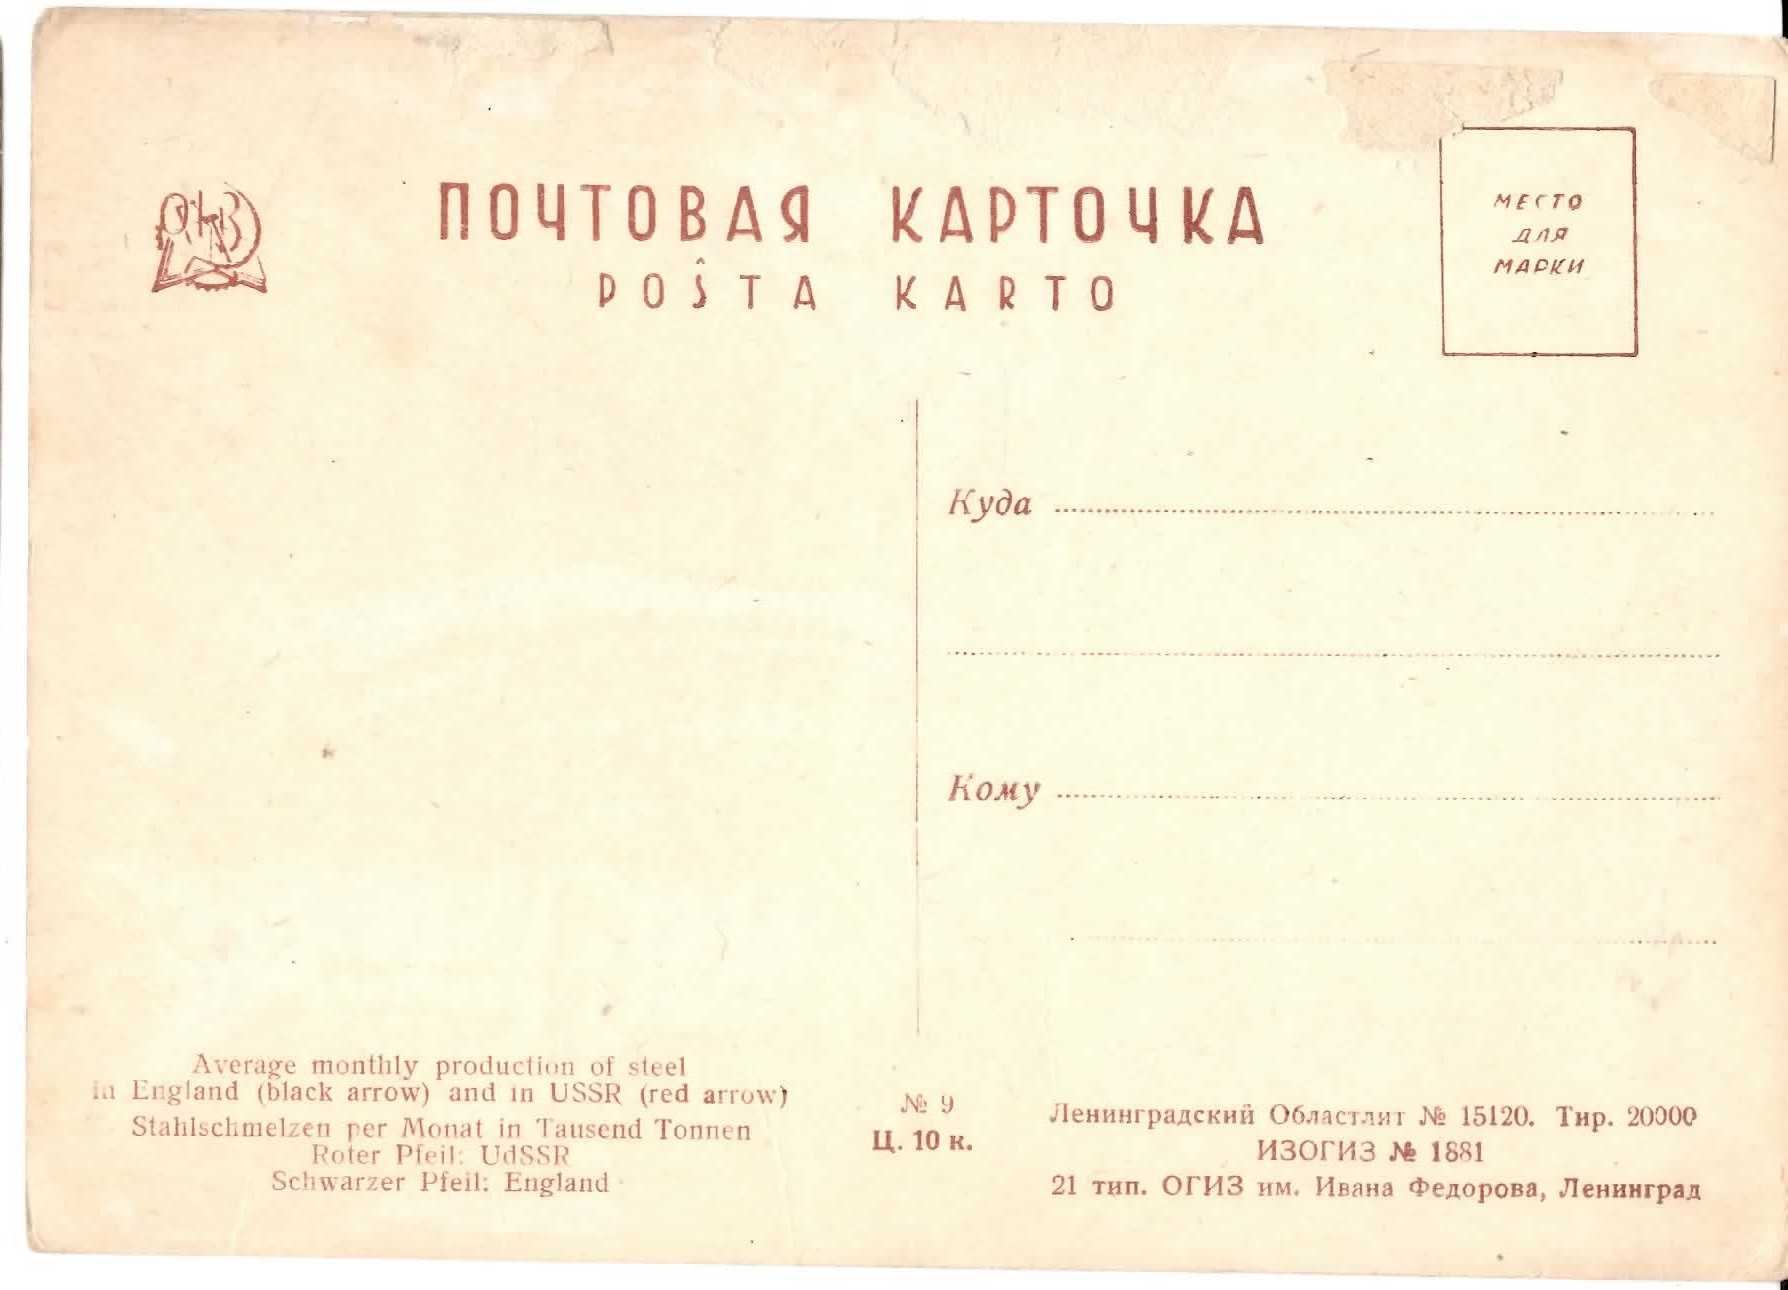 ПОЧТОВАЯ КАРТОЧКА
POŜTA KARTO
МЕСТО
ДЛЯ
МАРКИ
Куда
Кому
Average monthly production of steel
in England (black arrow) and in USSR (red arrow)
Stahlschmelzen per Monat in Tausend Tonnen
Roter Pfeil: UdSSR
Schwarzer Pfeil: England
№ 9
Ц. 10 к.
Ленинградский Областлит № 15120. Тир. 20000
ИЗОГИЗ № 1881
21 тип. ОГИЗ им. Ивана Федорова, Ленинград